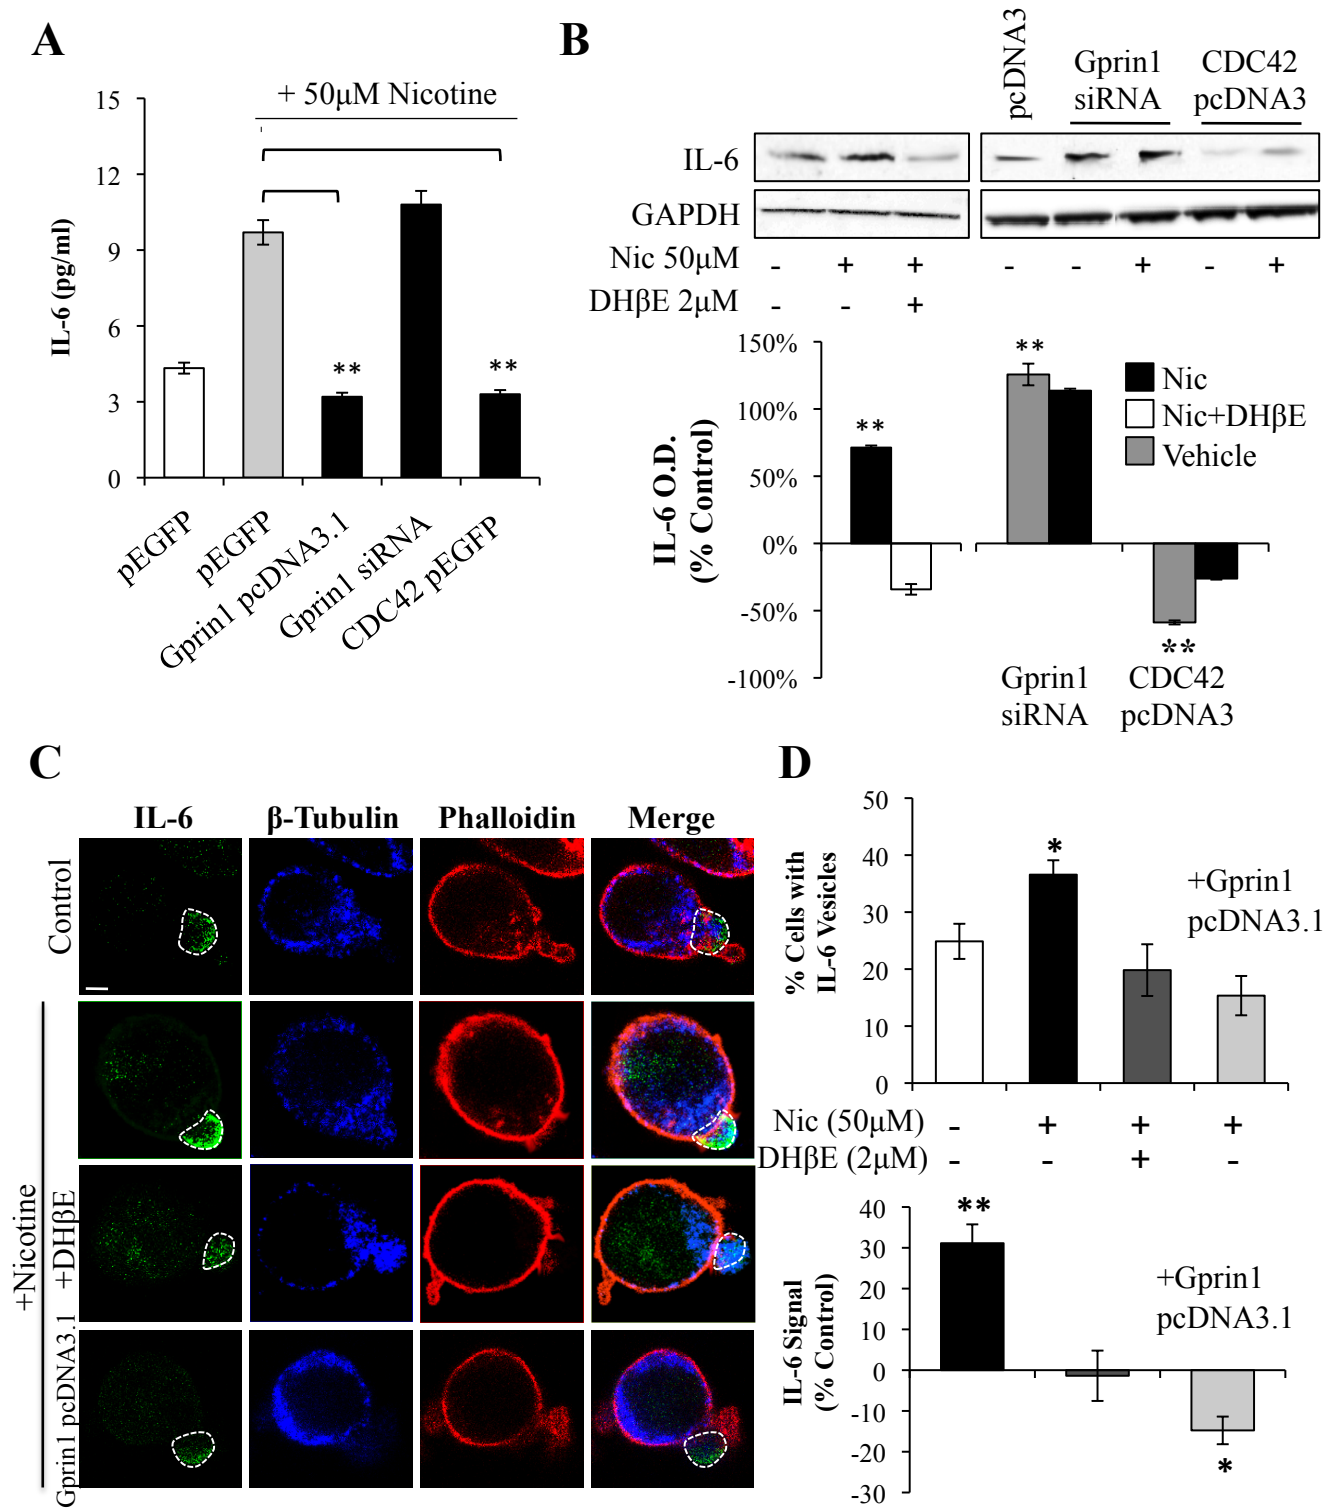 A
+ 50μM Nicotine
15
12
9
6
3
0
IL-6 (pg/ml)
**
**
pEGFP
pEGFP
Gprin1 pcDNA3.1
Gprin1 siRNA
CDC42 pEGFP
B
pcDNA3
Gprin1
siRNA
CDC42
pcDNA3
IL-6
GAPDH
Nic 50μM - + + - - + - +
DHβE 2μM - - +
150%
100%
50%
0%
-50%
-100%
IL-6 O.D.
(% Control)
**
**
**
Nic
Nic+DHβE
Vehicle
Gprin1
siRNA
CDC42
pcDNA3
C
IL-6 β-Tubulin Phalloidin Merge
Control
+Nicotine
+DHβE
Gprin1 pcDNA3.1
D
50
40
30
20
10
0
% Cells with
IL-6 Vesicles
*
+Gprin1
pcDNA3.1
Nic (50μM) - + + +
DHβE (2μM) - - + -
40
30
20
10
0
-10
-20
-30
IL-6 Signal
(% Control)
**
+Gprin1
pcDNA3.1
*